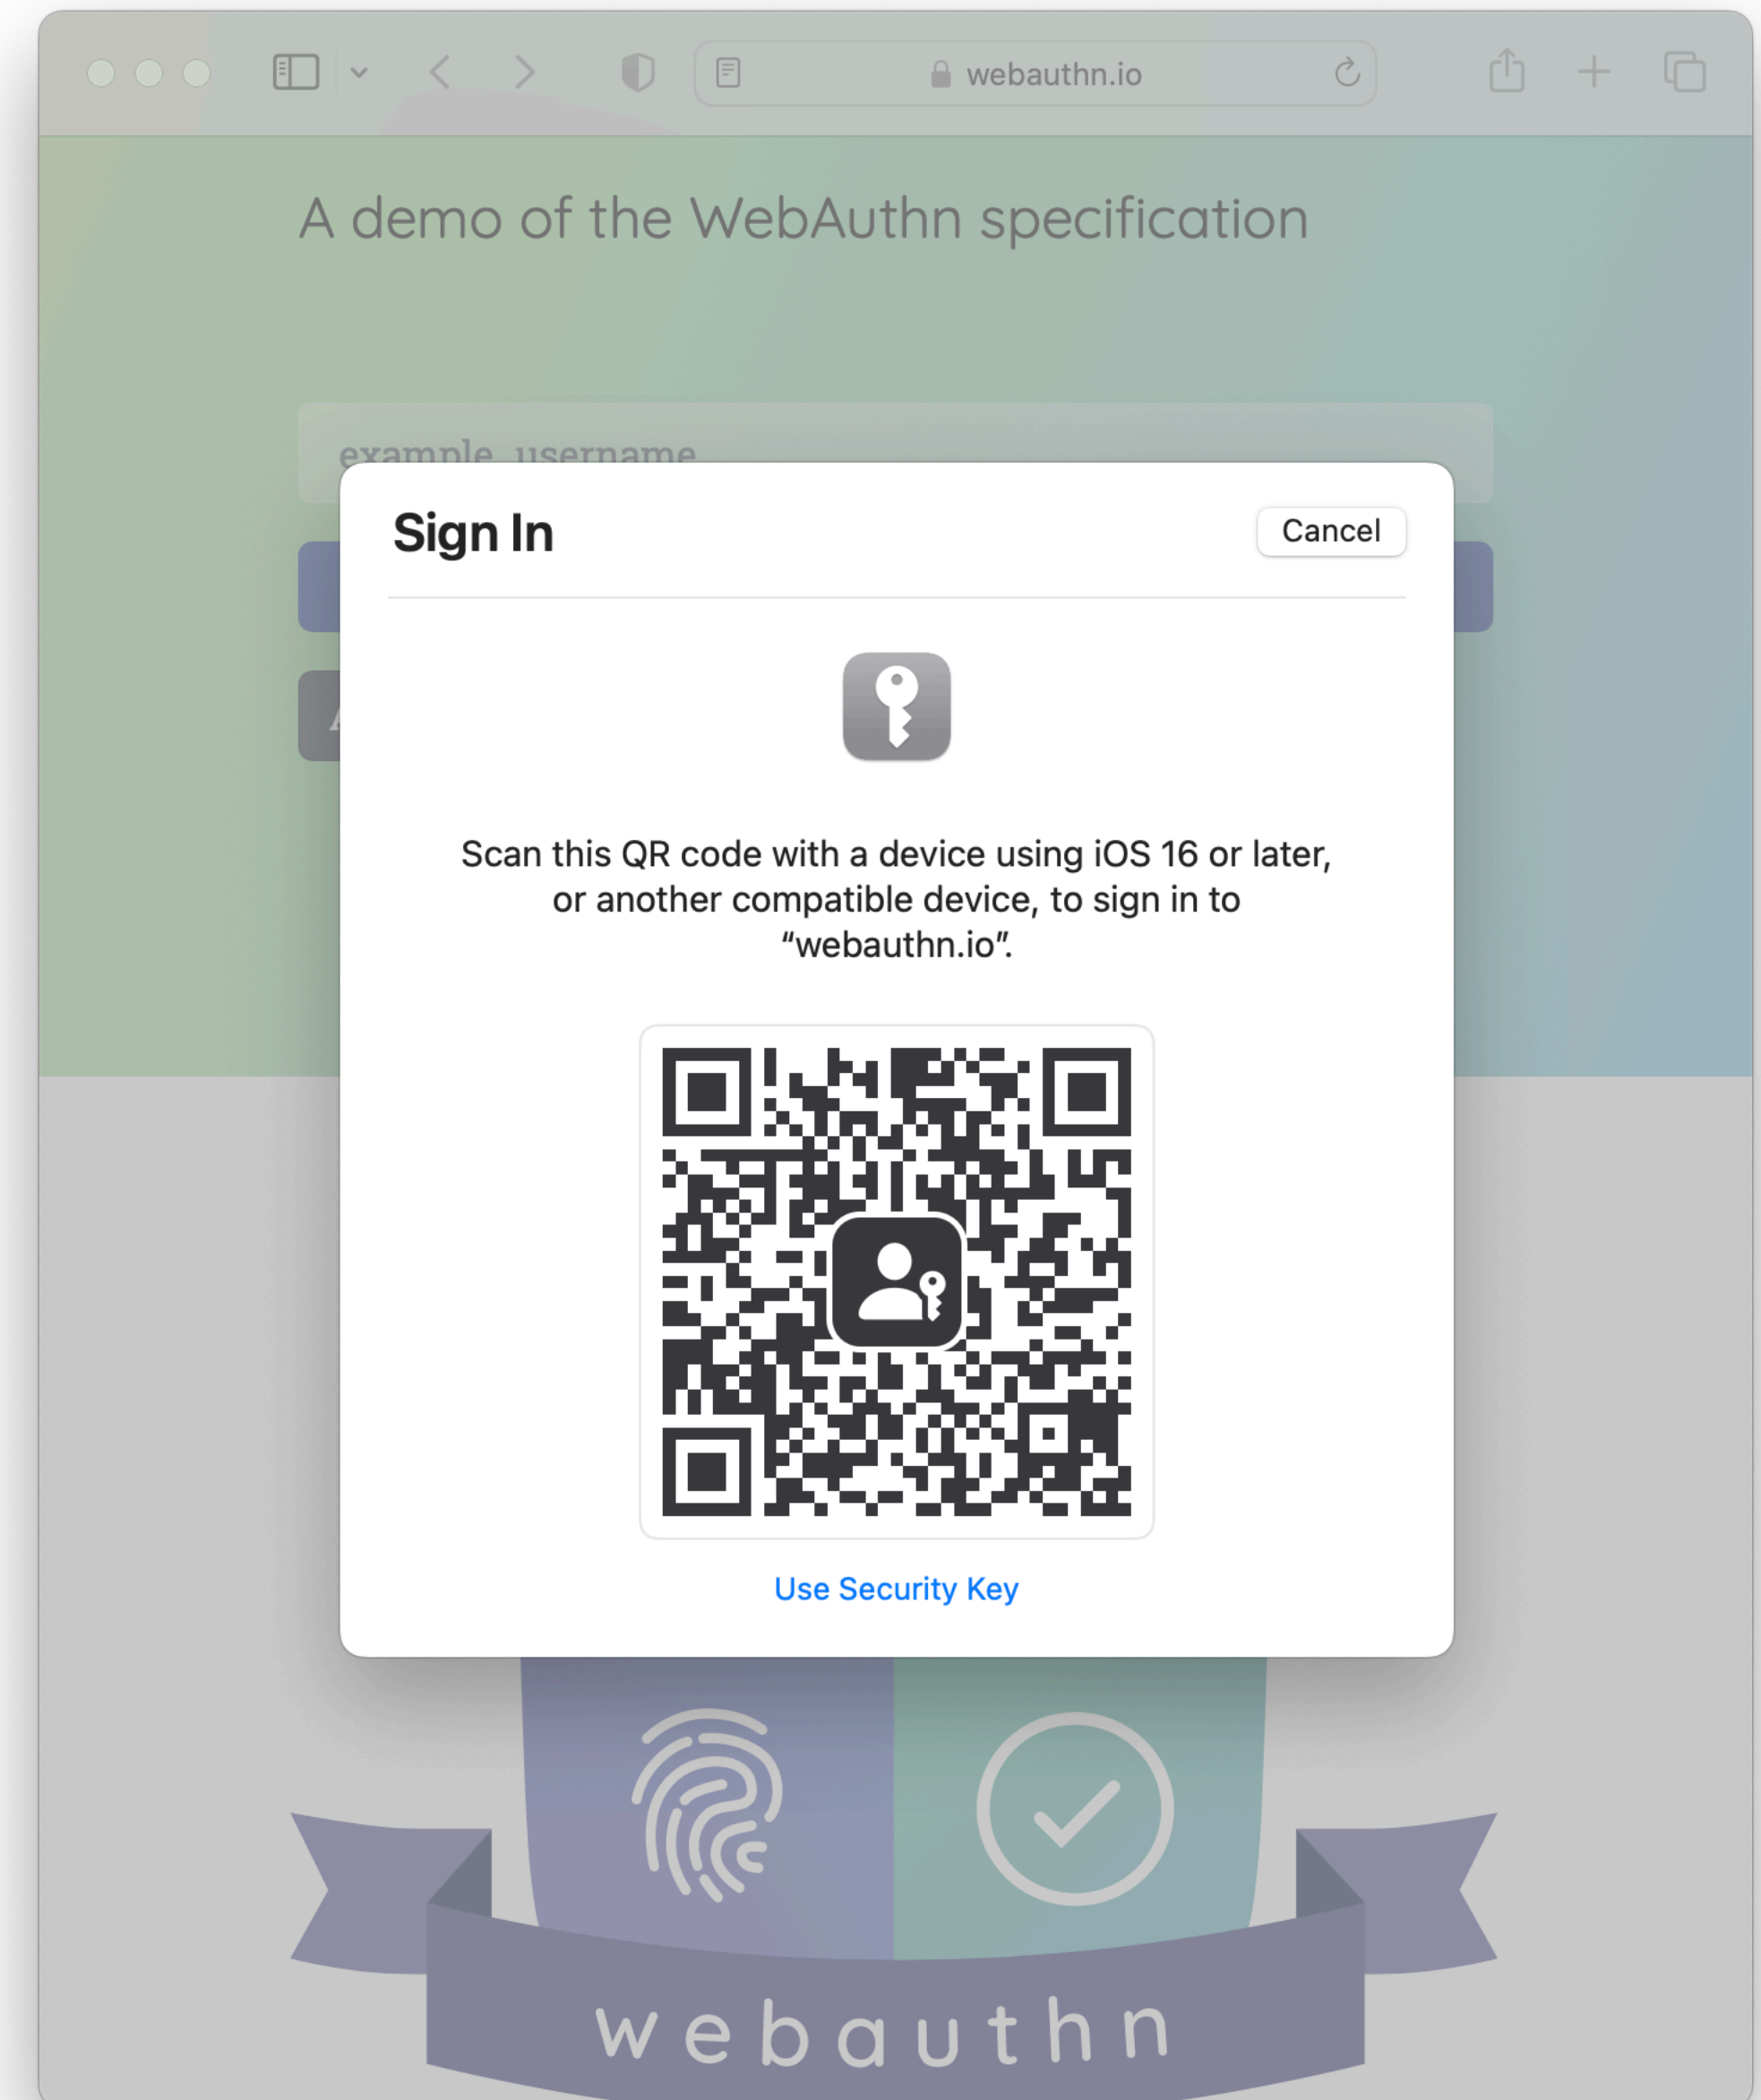 webauthn.io
A demo of the WebAuthn specification
example_username
Sign In
Cancel
A
Scan this QR code with a device using iOS 16 or later,
or another compatible device, to sign in to
“webauthn.io”.
Use Security Key
webauthn